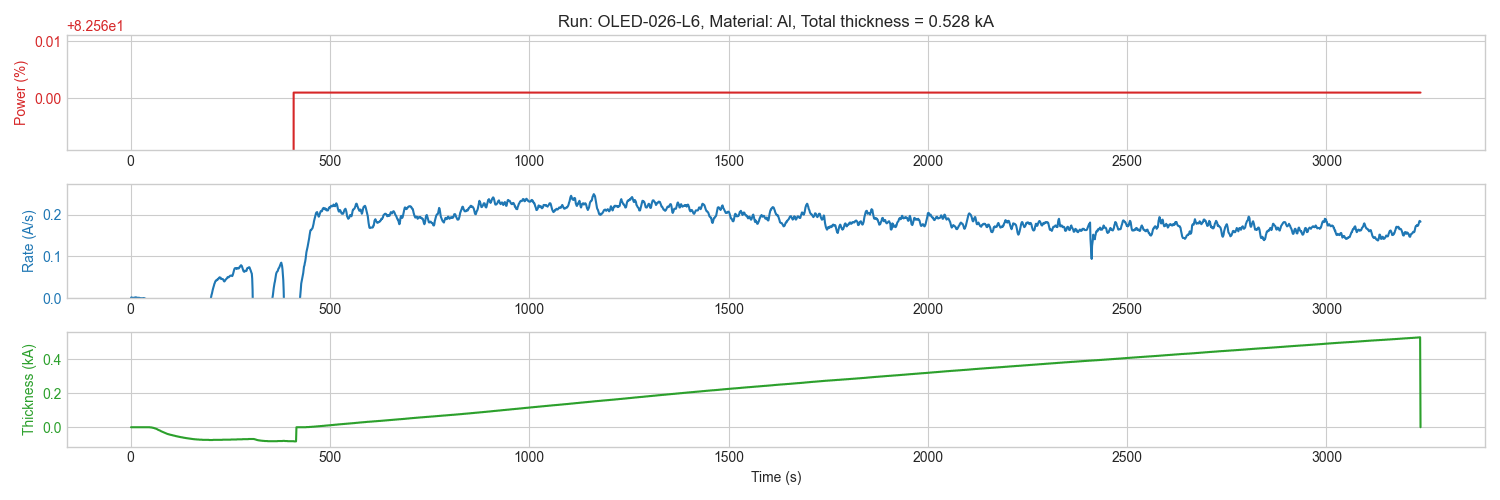 Run: OLED-026-L6, Material: Al, Total thickness = 0.528 kA
+8.256e1
Power (%)
0.01
0.00
0 500 1000 1500 2000 2500 3000
Rate (A/s)
0.2
0.1
0.0
0 500 1000 1500 2000 2500 3000
Thickness (kA)
0.4
0.2
0.0
0 500 1000 1500 2000 2500 3000
Time (s)